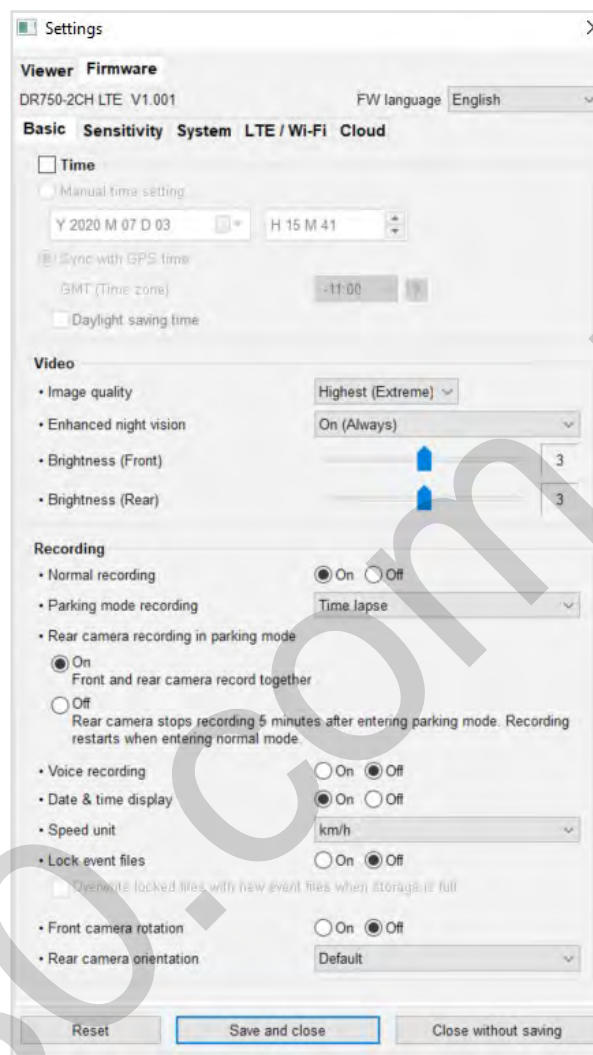 Settings
Viewer Firmware
DR750-2CH LTE V1.001 FW language English
Basic Sensitivity System LTE / Wi-Fi Cloud
Time
Manual time setting
Y 2020 M 07 D 03 H 15 M 41
Sync with GPS time
GMT (Time zone) -11:00 ?
Daylight saving time
Video
• Image quality Highest (Extreme)
• Enhanced night vision On (Always)
• Brightness (Front) 3
• Brightness (Rear) 3
Recording
• Normal recording On Off
• Parking mode recording Time lapse
• Rear camera recording in parking mode
On
Front and rear camera record together
Off
Rear camera stops recording 5 minutes after entering parking mode. Recording
restarts when entering normal mode.
• Voice recording On Off
• Date & time display On Off
• Speed unit km/h
• Lock event files On Off
Overwrite locked files with new event files when storage is full
• Front camera rotation On Off
• Rear camera orientation Default
Reset Save and close Close without saving